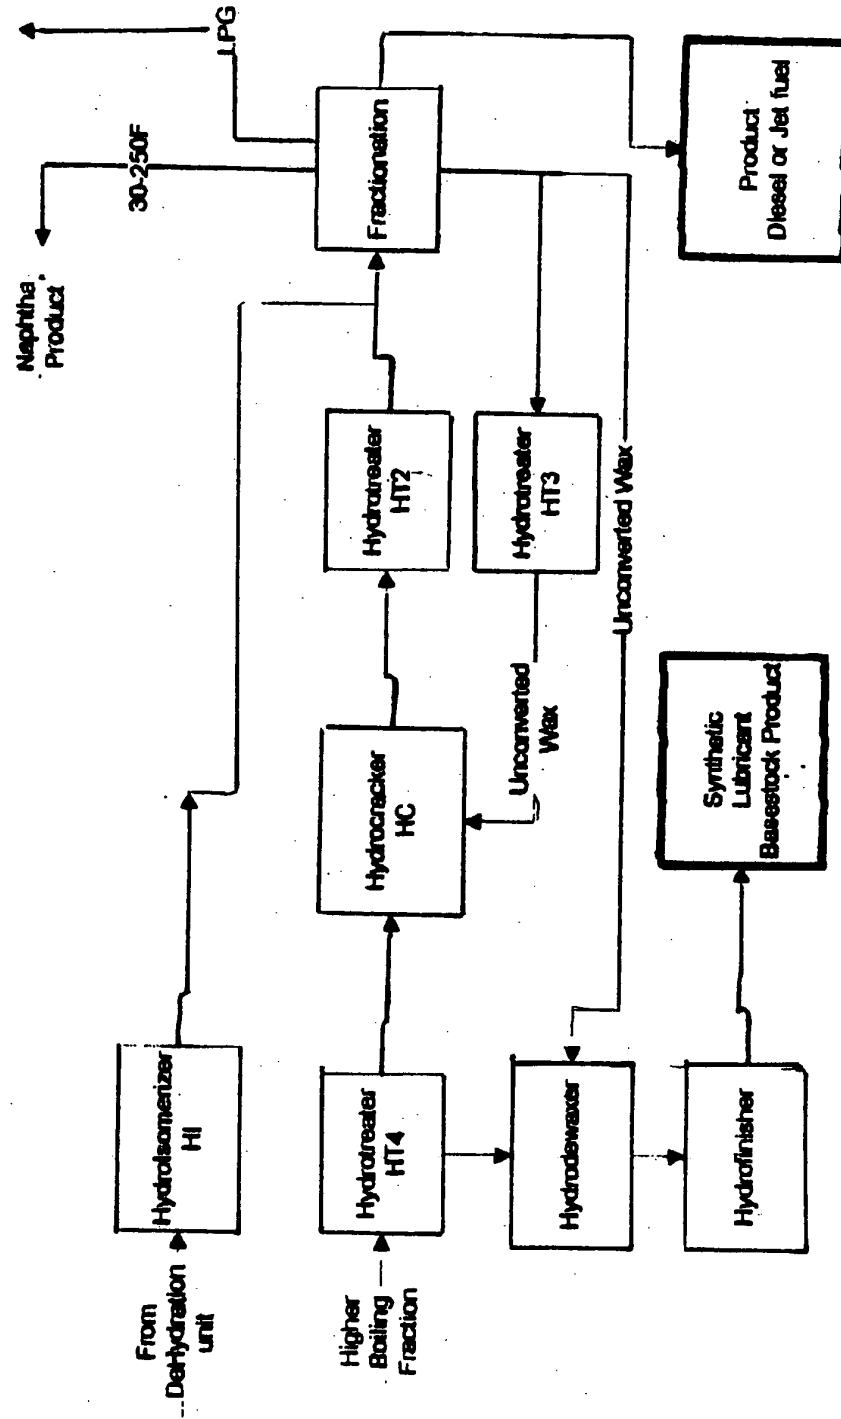 From
DeHydration
unit
HydroIsomerizer
HI
Higher
Boiling
Fraction
Hydrotreater
HT4
Hydrocracker
HC
Hydrotreater
HT2
Fractionation
Naphtha
Product
30-250F
LPG
Unconverted
Wax
Hydrotreater
HT3
Unconverted Wax
Hydrodewaxer
Hydrofinisher
Synthetic
Lubricant
Basestock Product
Product
Diesel or Jet fuel